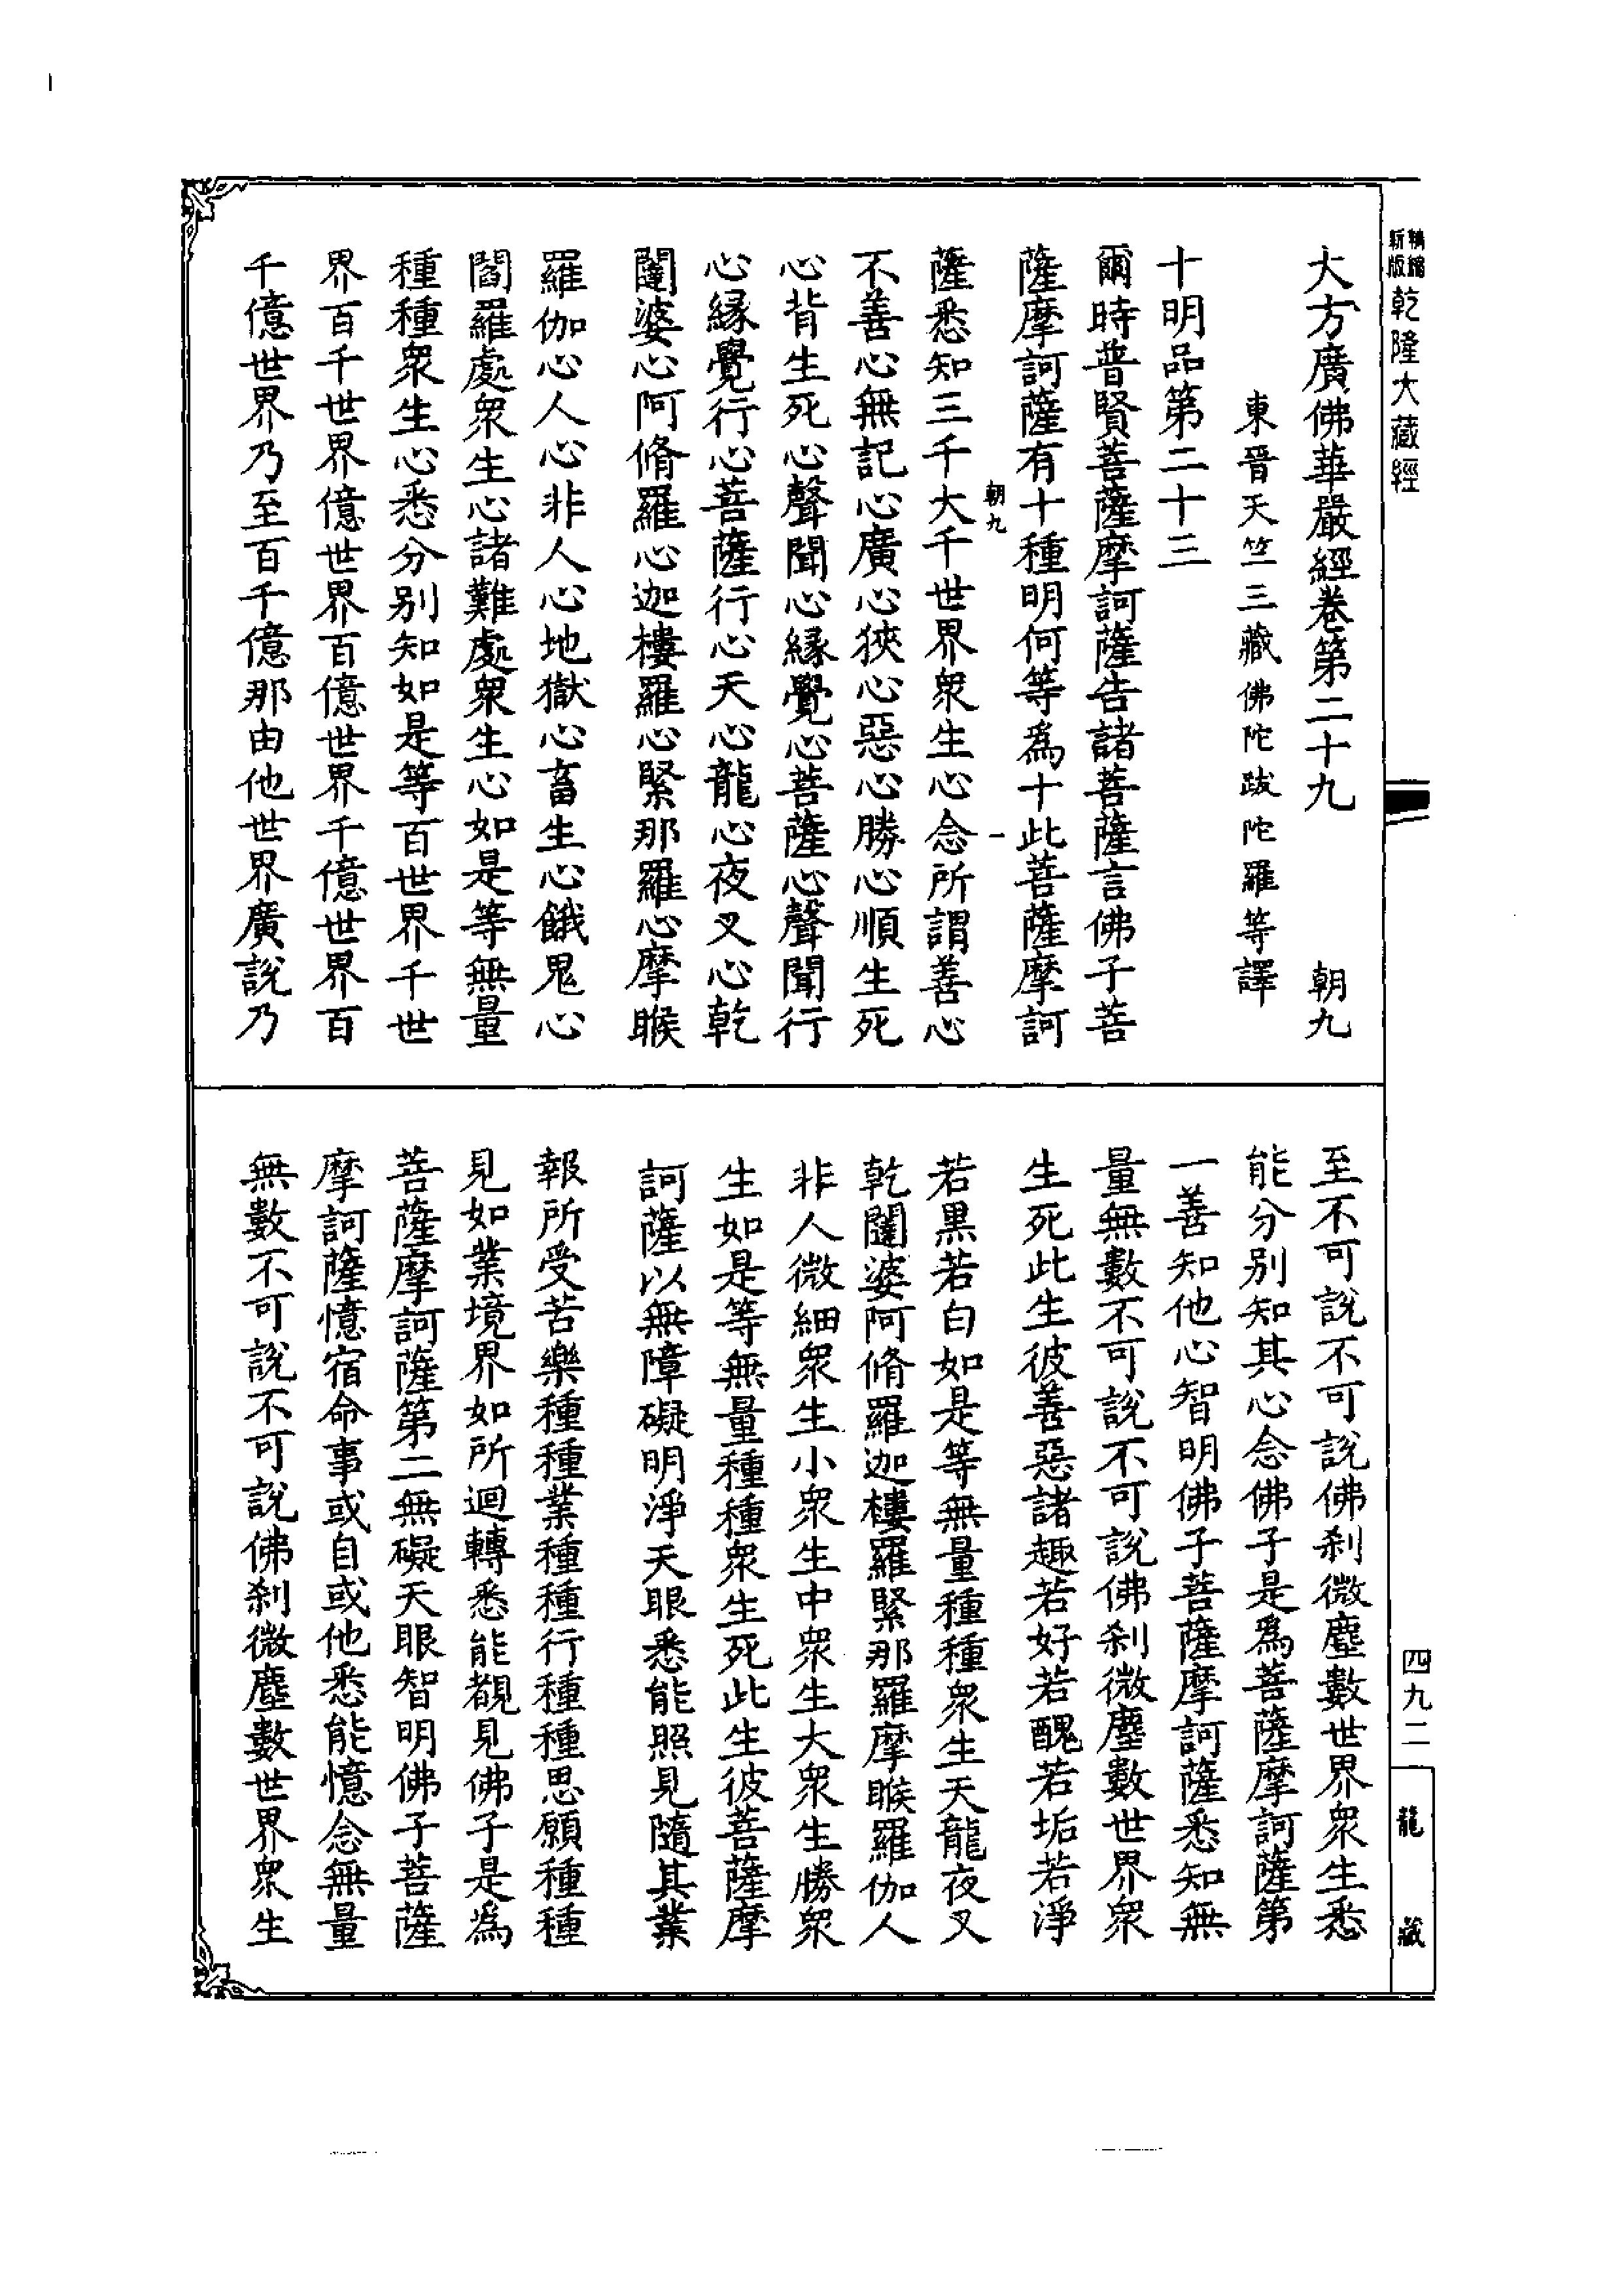 精縮新版乾隆大藏經
大方廣佛華嚴經卷第二十九　朝九
東晉天竺三藏佛陀跋陀羅等譯
十明品第二十三
爾時普賢菩薩摩訶薩告諸菩薩言佛子菩
薩摩訶薩有十種明何等為十此菩薩摩訶
朝九　一
薩悉知三千大千世界眾生心念所謂善心
不善心無記心廣心狹心惡心勝心順生死
心背生死心聲聞心緣覺心菩薩心聲聞行
心緣覺行心菩薩行心天心龍心夜叉心乾
闥婆心阿脩羅心迦樓羅心緊那羅心摩睺
羅伽心人心非人心地獄心畜生心餓鬼心
閻羅處眾生心諸難處眾生心如是等無量
種種眾生心悉分別知如是等百世界千世
界百千世界億世界百億世界千億世界百
千億世界乃至百千億那由他世界廣說乃
至不可說不可說佛剎微塵數世界眾生悉
能分別知其心念佛子是為菩薩摩訶薩第
一善知他心智明佛子菩薩摩訶薩悉知無
量無數不可說不可說佛剎微塵數世界眾
生死此生彼善惡諸趣若好若醜若垢若淨
若黑若白如是等無量種種眾生天龍夜叉
乾闥婆阿脩羅迦樓羅緊那羅摩睺羅伽人
非人微細眾生小眾生中眾生大眾生勝眾
生如是等無量種種眾生死此生彼菩薩摩
訶薩以無障礙明淨天眼悉能照見隨其業
報所受苦樂種種業種種行種種思願種種
見如業境界如所迴轉悉能覩見佛子是為
菩薩摩訶薩第二無礙天眼智明佛子菩薩
摩訶薩憶宿命事或自或他悉能憶念無量
無數不可說不可說佛剎微塵數世界眾生
四九二
龍藏